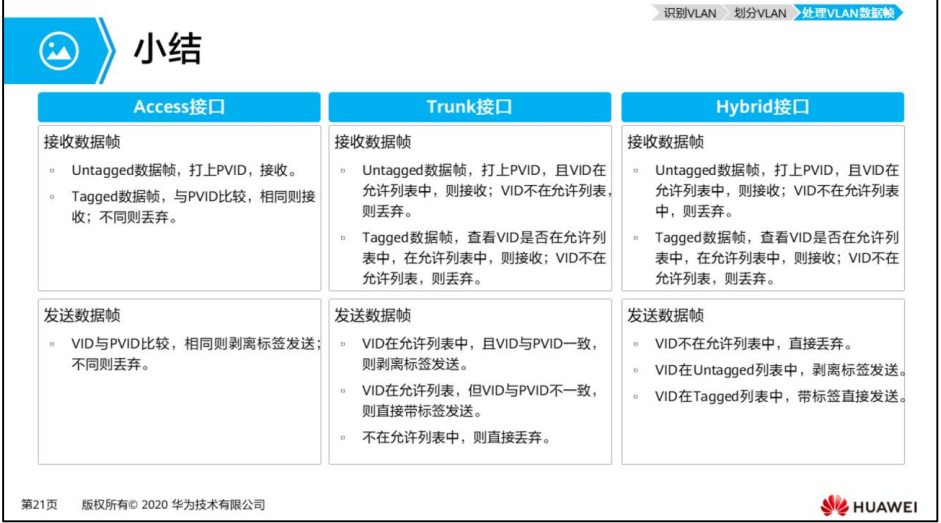 识别VLAN 划分VLAN 处理VLAN数据帧
小结
Access接口
接收数据帧
Untagged数据帧，打上PVID，接收。
Tagged数据帧，与PVID比较，相同则接
收；不同则丢弃。
发送数据帧
VID与PVID比较，相同则剥离标签发送；
不同则丢弃。
Trunk接口
接收数据帧
Untagged数据帧，打上PVID，且VID在
允许列表中，则接收；VID不在允许列表，
则丢弃。
Tagged数据帧，查看VID是否在允许列
表中，在允许列表中，则接收；VID不在
允许列表，则丢弃。
发送数据帧
VID在允许列表中，且VID与PVID一致，
则剥离标签发送。
VID在允许列表，但VID与PVID不一致，
则直接带标签发送。
不在允许列表中，则直接丢弃。
Hybrid接口
接收数据帧
Untagged数据帧，打上PVID，且VID在
允许列表中，则接收；VID不在允许列表
中，则丢弃。
Tagged数据帧，查看VID是否在允许列
表中，在允许列表中，则接收；VID不在
允许列表，则丢弃。
发送数据帧
VID不在允许列表中，直接丢弃。
VID在Untagged列表中，剥离标签发送。
VID在Tagged列表中，带标签直接发送。
第21页 版权所有© 2020 华为技术有限公司
HUAWEI